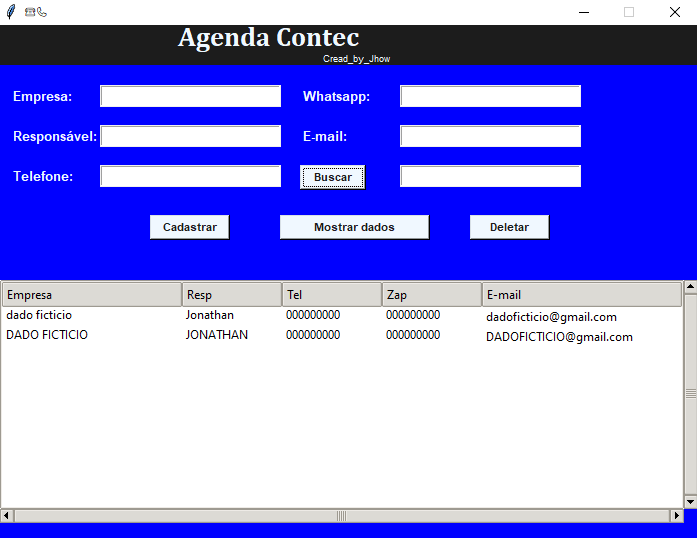 Agenda Contec
Cread_by_Jhow
Empresa:
Whatsapp:
Responsável:
E-mail:
Telefone:
Buscar
Cadastrar
Mostrar dados
Deletar
Empresa Resp Tel Zap E-mail
dado ficticio Jonathan 000000000 000000000 dadoficticio@gmail.com
DADO FICTICIO JONATHAN 000000000 000000000 DADOFICTICIO@gmail.com